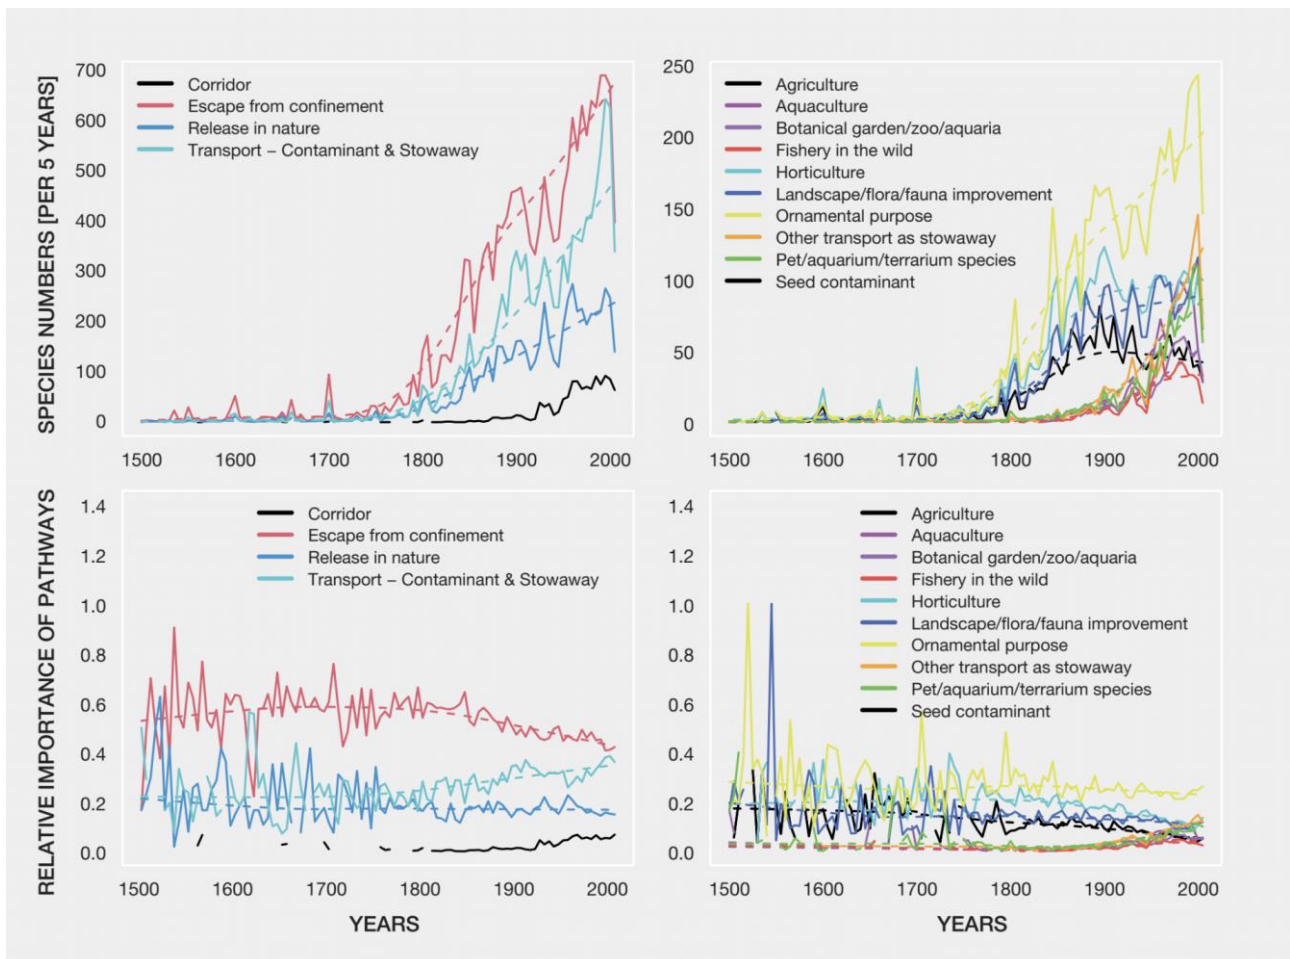 SPECIES NUMBERS [PER 5 YEARS]
700
600
500
400
300
200
100
0
Corridor
Escape from confinement
Release in nature
Transport – Contaminant & Stowaway
1500 1600 1700 1800 1900 2000
250
200
150
100
50
0
Agriculture
Aquaculture
Botanical garden/zoo/aquaria
Fishery in the wild
Horticulture
Landscape/flora/fauna improvement
Ornamental purpose
Other transport as stowaway
Pet/aquarium/terrarium species
Seed contaminant
1500 1600 1700 1800 1900 2000
RELATIVE IMPORTANCE OF PATHWAYS
1.4
1.2
1.0
0.8
0.6
0.4
0.2
0.0
Corridor
Escape from confinement
Release in nature
Transport – Contaminant & Stowaway
1500 1600 1700 1800 1900 2000
YEARS
1.4
1.2
1.0
0.8
0.6
0.4
0.2
0.0
Agriculture
Aquaculture
Botanical garden/zoo/aquaria
Fishery in the wild
Horticulture
Landscape/flora/fauna improvement
Ornamental purpose
Other transport as stowaway
Pet/aquarium/terrarium species
Seed contaminant
1500 1600 1700 1800 1900 2000
YEARS